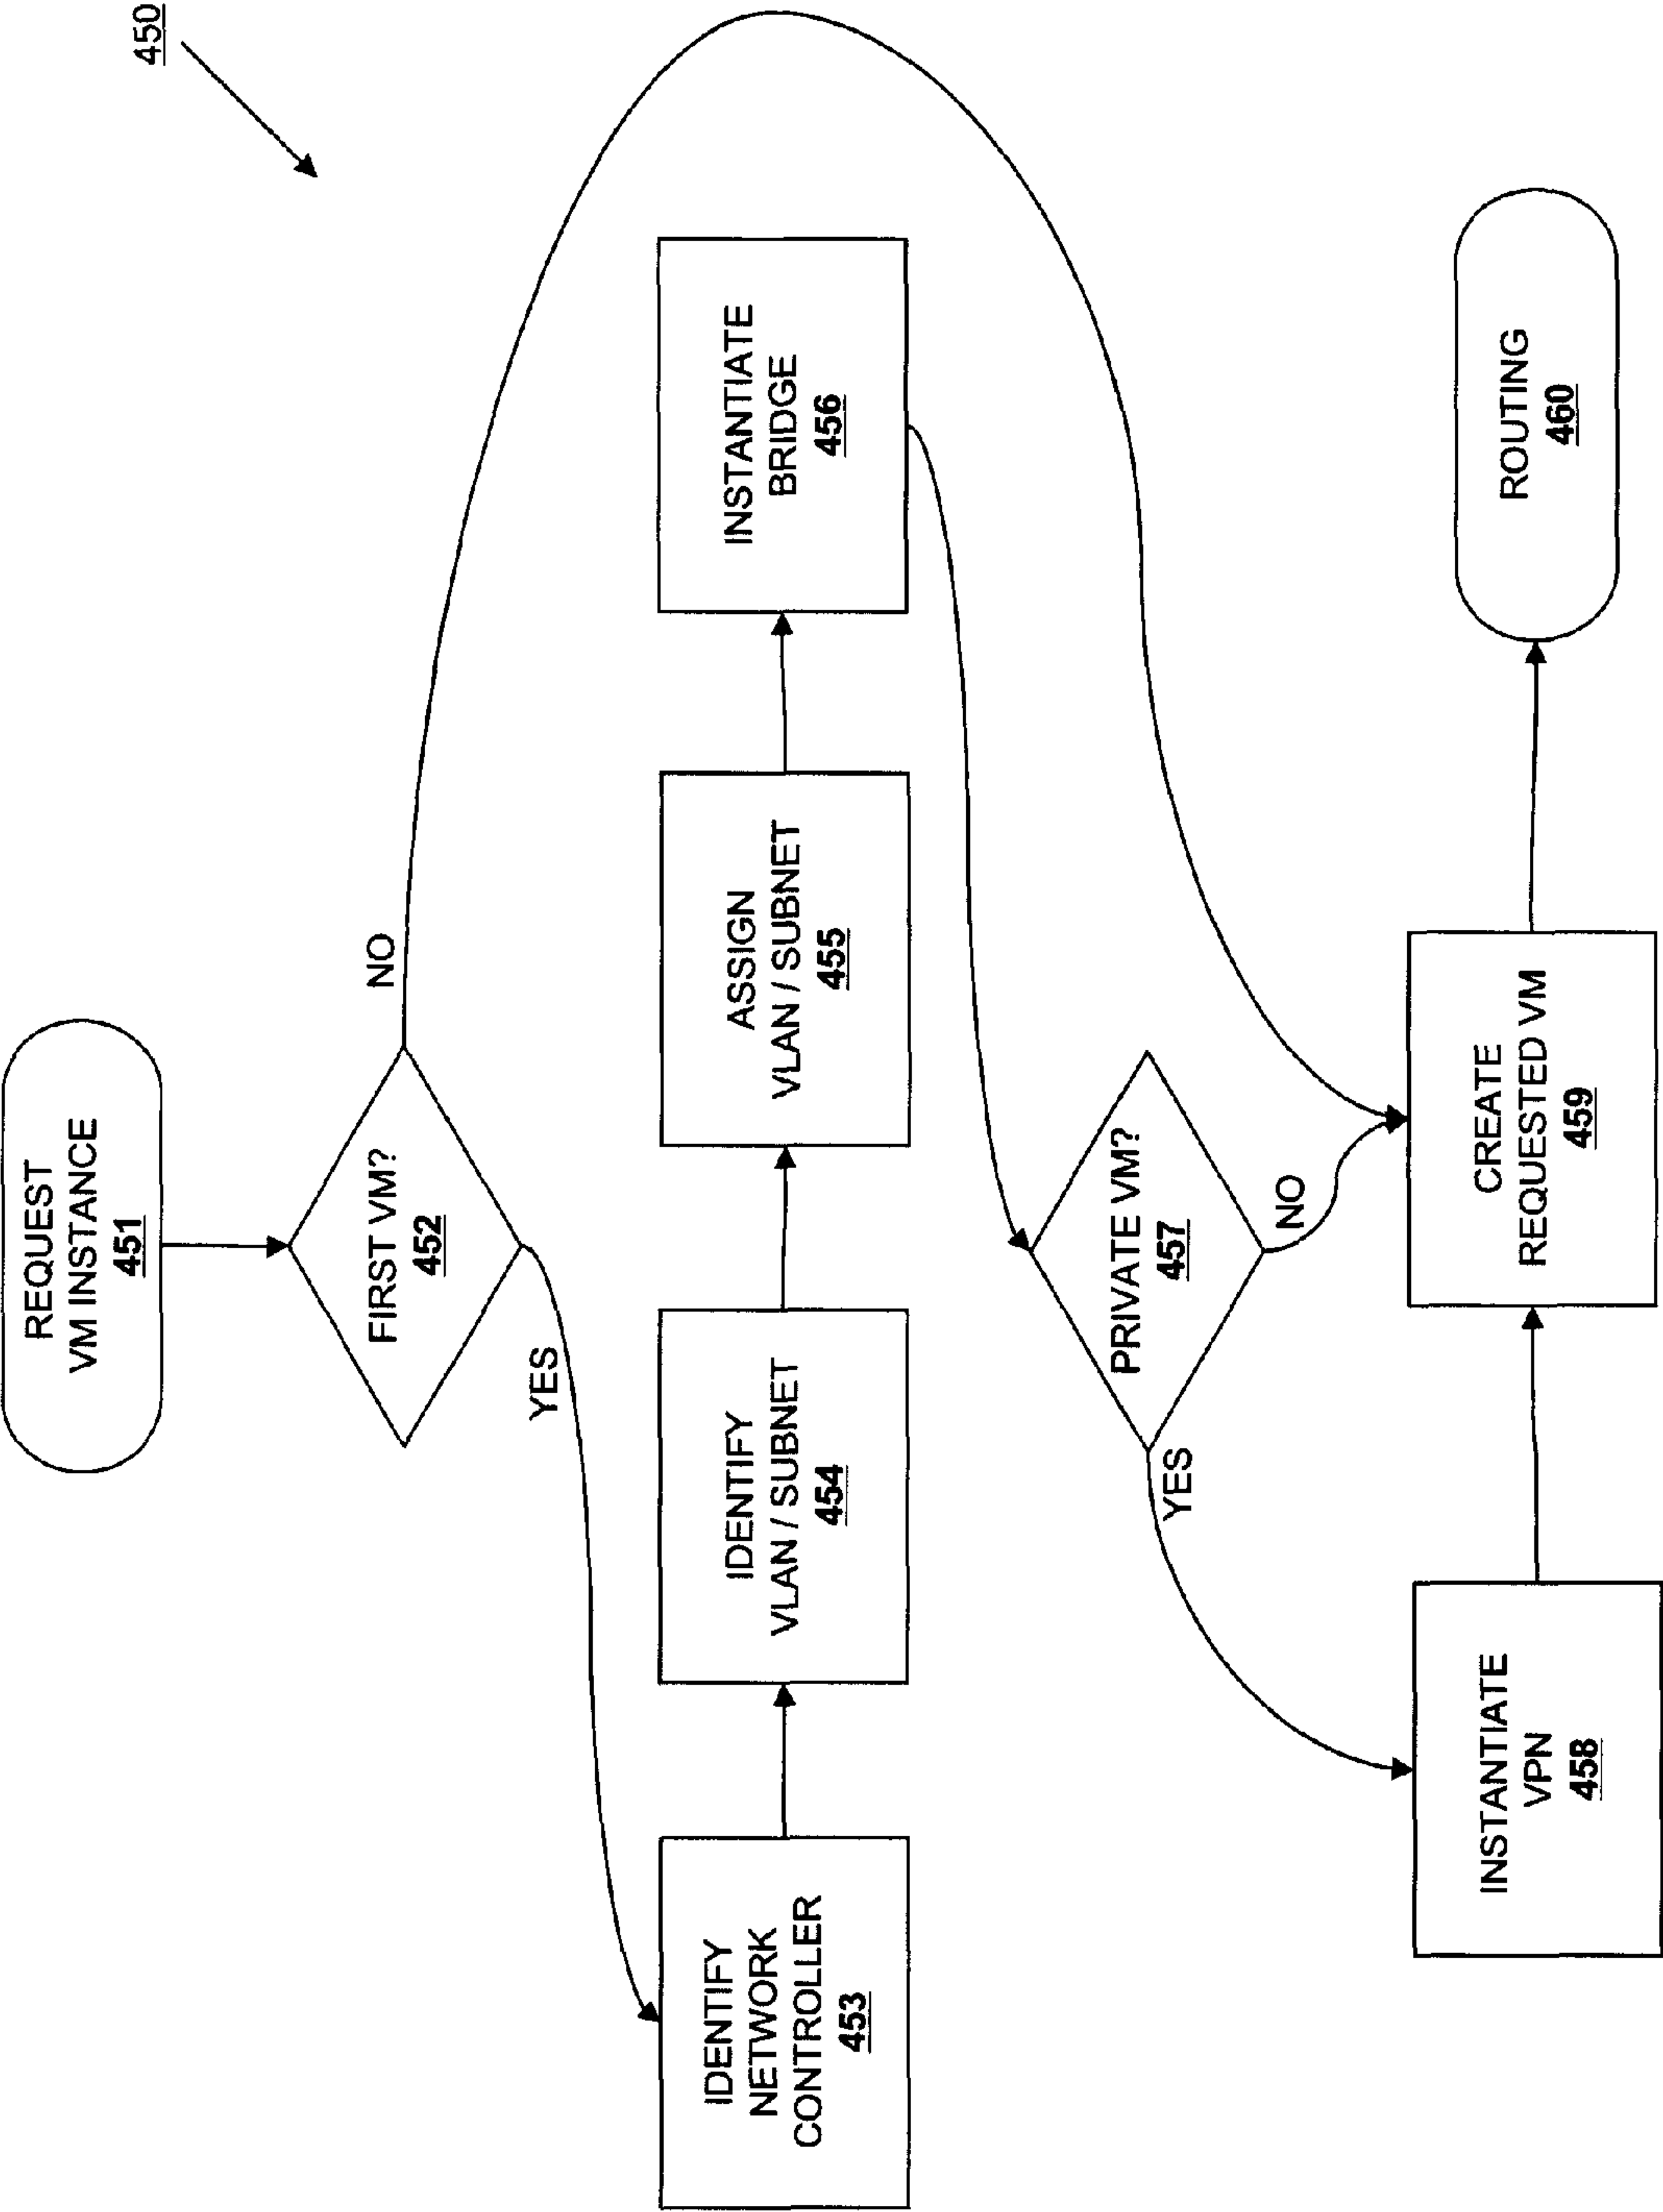 450
REQUEST
VM INSTANCE
451
FIRST VM?
452
NO
YES
IDENTIFY
NETWORK
CONTROLLER
453
IDENTIFY
VLAN / SUBNET
454
ASSIGN
VLAN / SUBNET
455
INSTANTIATE
BRIDGE
456
PRIVATE VM?
457
YES
NO
INSTANTIATE
VPN
458
CREATE
REQUESTED VM
459
ROUTING
460